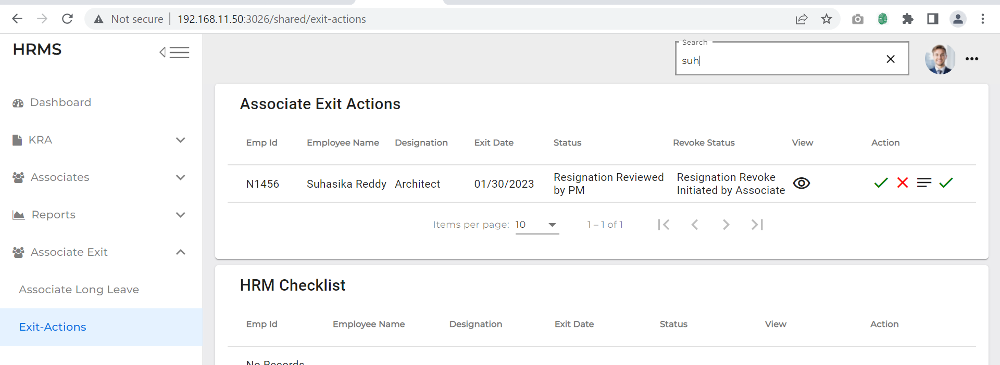 Not secure 192.168.11.50:3026/shared/exit-actions
HRMS
Search
suh
Dashboard
KRA
Associates
Reports
Associate Exit
Associate Long Leave
Exit-Actions
Associate Exit Actions
Emp Id Employee Name Designation Exit Date Status Revoke Status View Action
N1456 Suhasika Reddy Architect 01/30/2023 Resignation Reviewed by PM Resignation Revoke Initiated by Associate
Items per page: 10 1 – 1 of 1
HRM Checklist
Emp Id Employee Name Designation Exit Date Status View Action
No Records